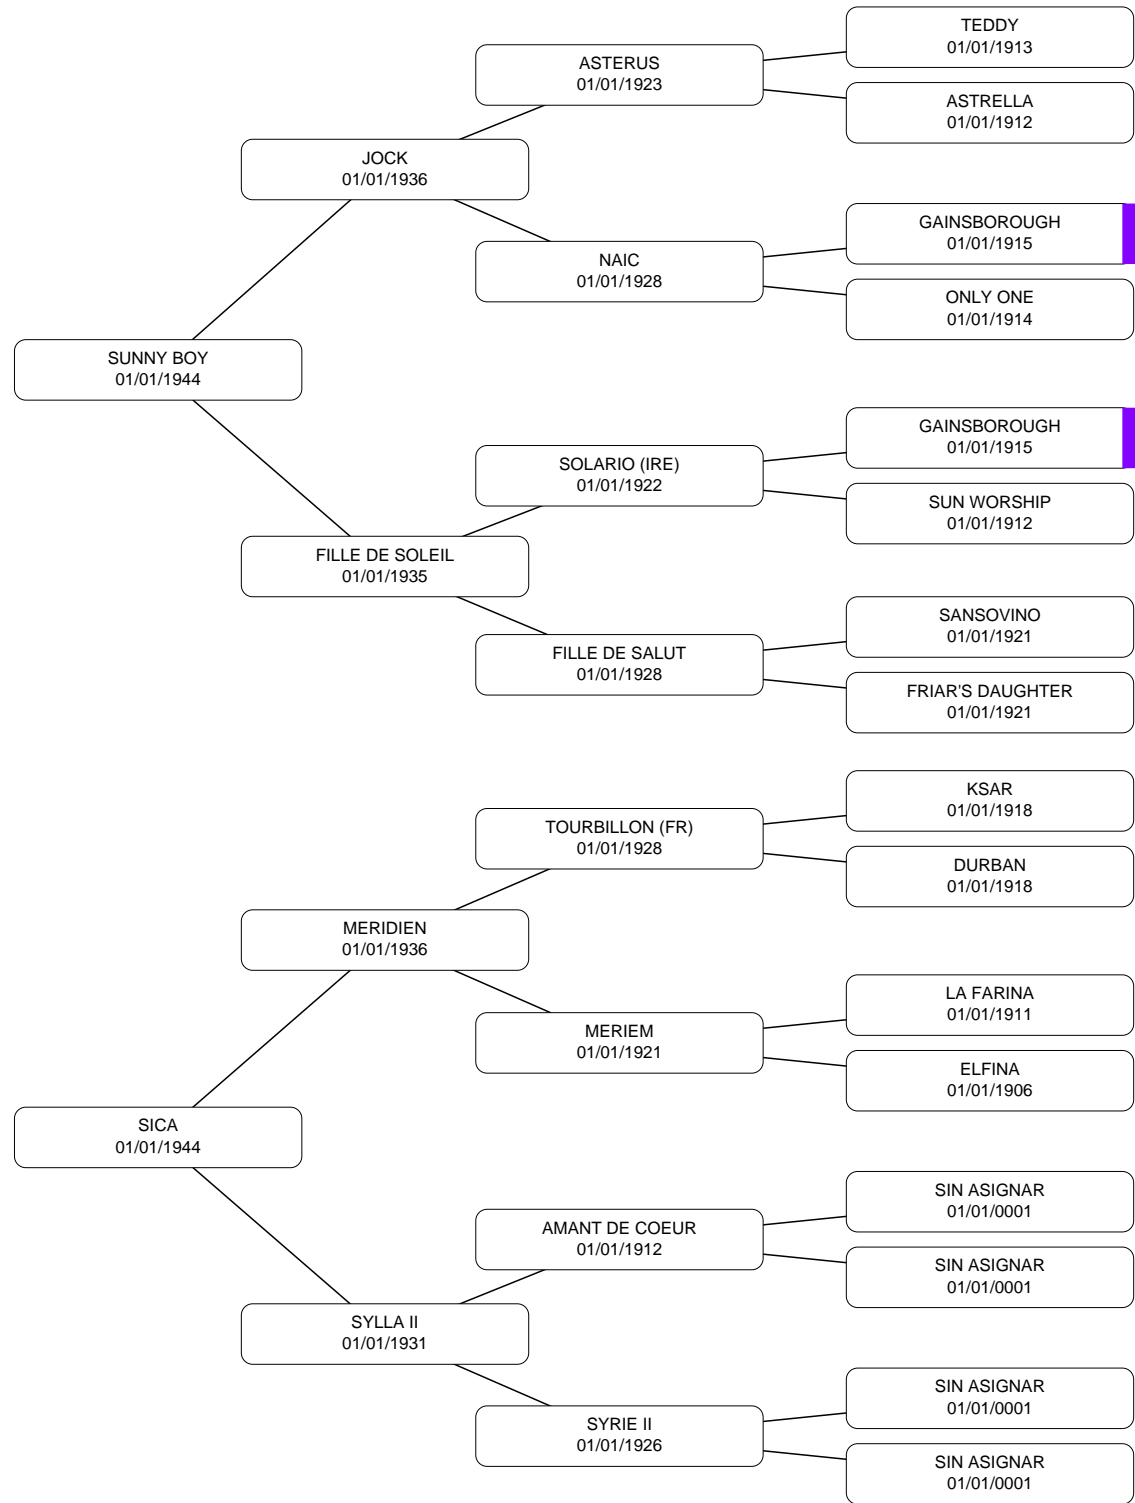 TEDDY
01/01/1913
ASTERUS
01/01/1923
ASTRELLA
01/01/1912
JOCK
01/01/1936
GAINSBOROUGH
01/01/1915
NAIC
01/01/1928
ONLY ONE
01/01/1914
SUNNY BOY
01/01/1944
GAINSBOROUGH
01/01/1915
SOLARIO (IRE)
01/01/1922
SUN WORSHIP
01/01/1912
FILLE DE SOLEIL
01/01/1935
SANSOVINO
01/01/1921
FILLE DE SALUT
01/01/1928
FRIAR'S DAUGHTER
01/01/1921
KSAR
01/01/1918
TOURBILLON (FR)
01/01/1928
DURBAN
01/01/1918
MERIDIEN
01/01/1936
LA FARINA
01/01/1911
MERIEM
01/01/1921
ELFINA
01/01/1906
SICA
01/01/1944
SIN ASIGNAR
01/01/0001
AMANT DE COEUR
01/01/1912
SIN ASIGNAR
01/01/0001
SYLLA II
01/01/1931
SIN ASIGNAR
01/01/0001
SYRIE II
01/01/1926
SIN ASIGNAR
01/01/0001